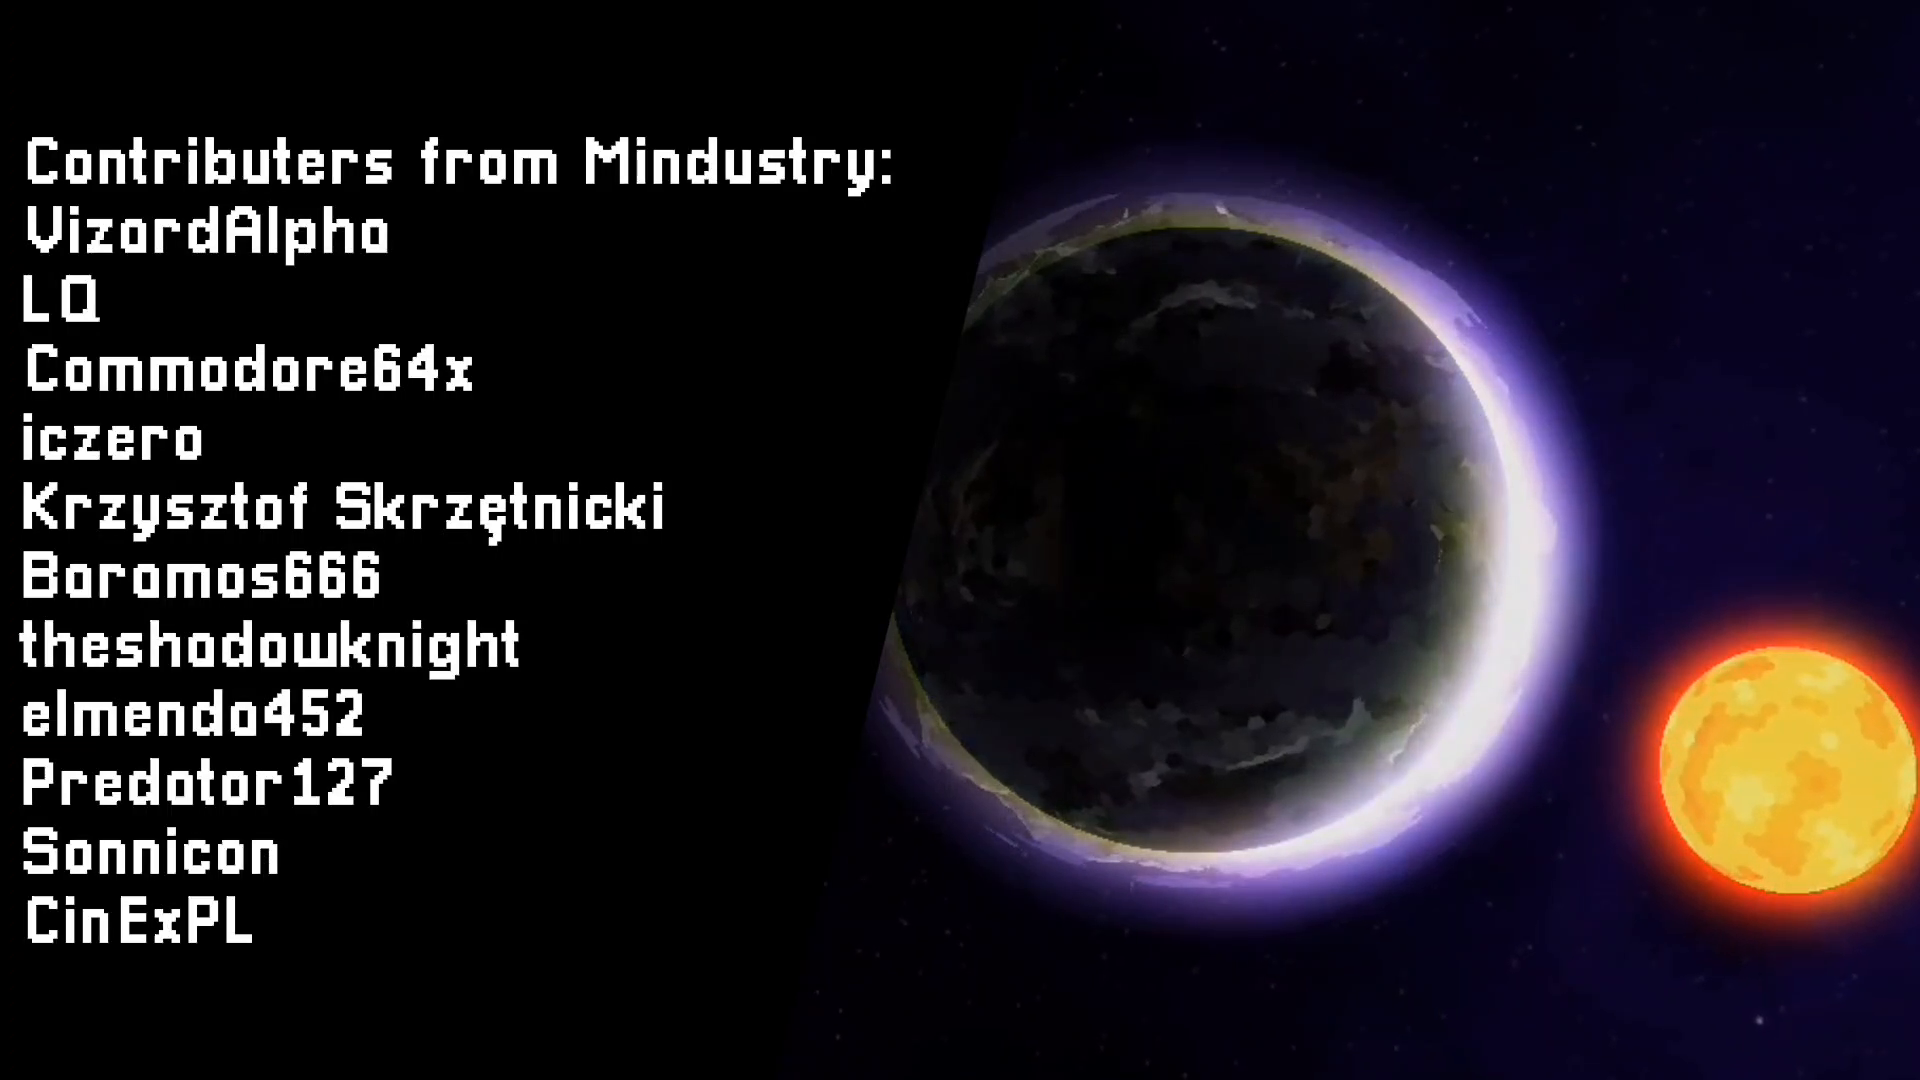 Contributers from Mindustry:
VizardAlpha
LQ
Commodore64x
iczero
Krzysztof Skrzętnicki
Baramos666
theshadowknight
elmenda452
Predator127
Sonnicon
CinExPL